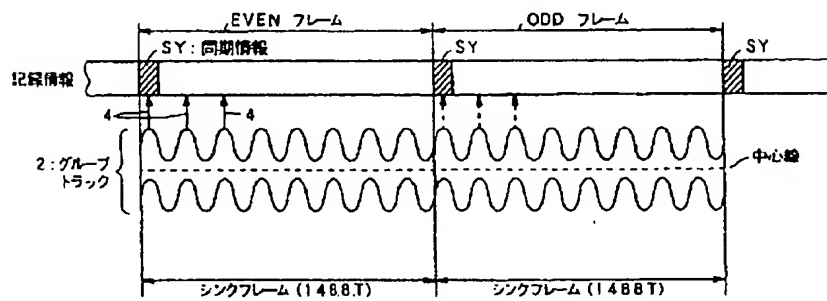 EVEN フレーム
ODD フレーム
SY:同期情報
SY
SY
記録情報
4
4
2:グルーブ
トラック
中心線
シンクフレーム(1488T)
シンクフレーム(1488T)